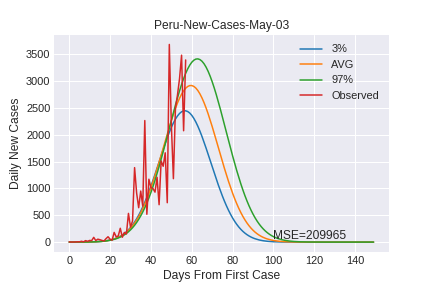 Peru-New-Cases-May-03
3%
AVG
97%
Observed
Daily New Cases
3500
3000
2500
2000
1500
1000
500
0
MSE=209965
0 20 40 60 80 100 120 140
Days From First Case